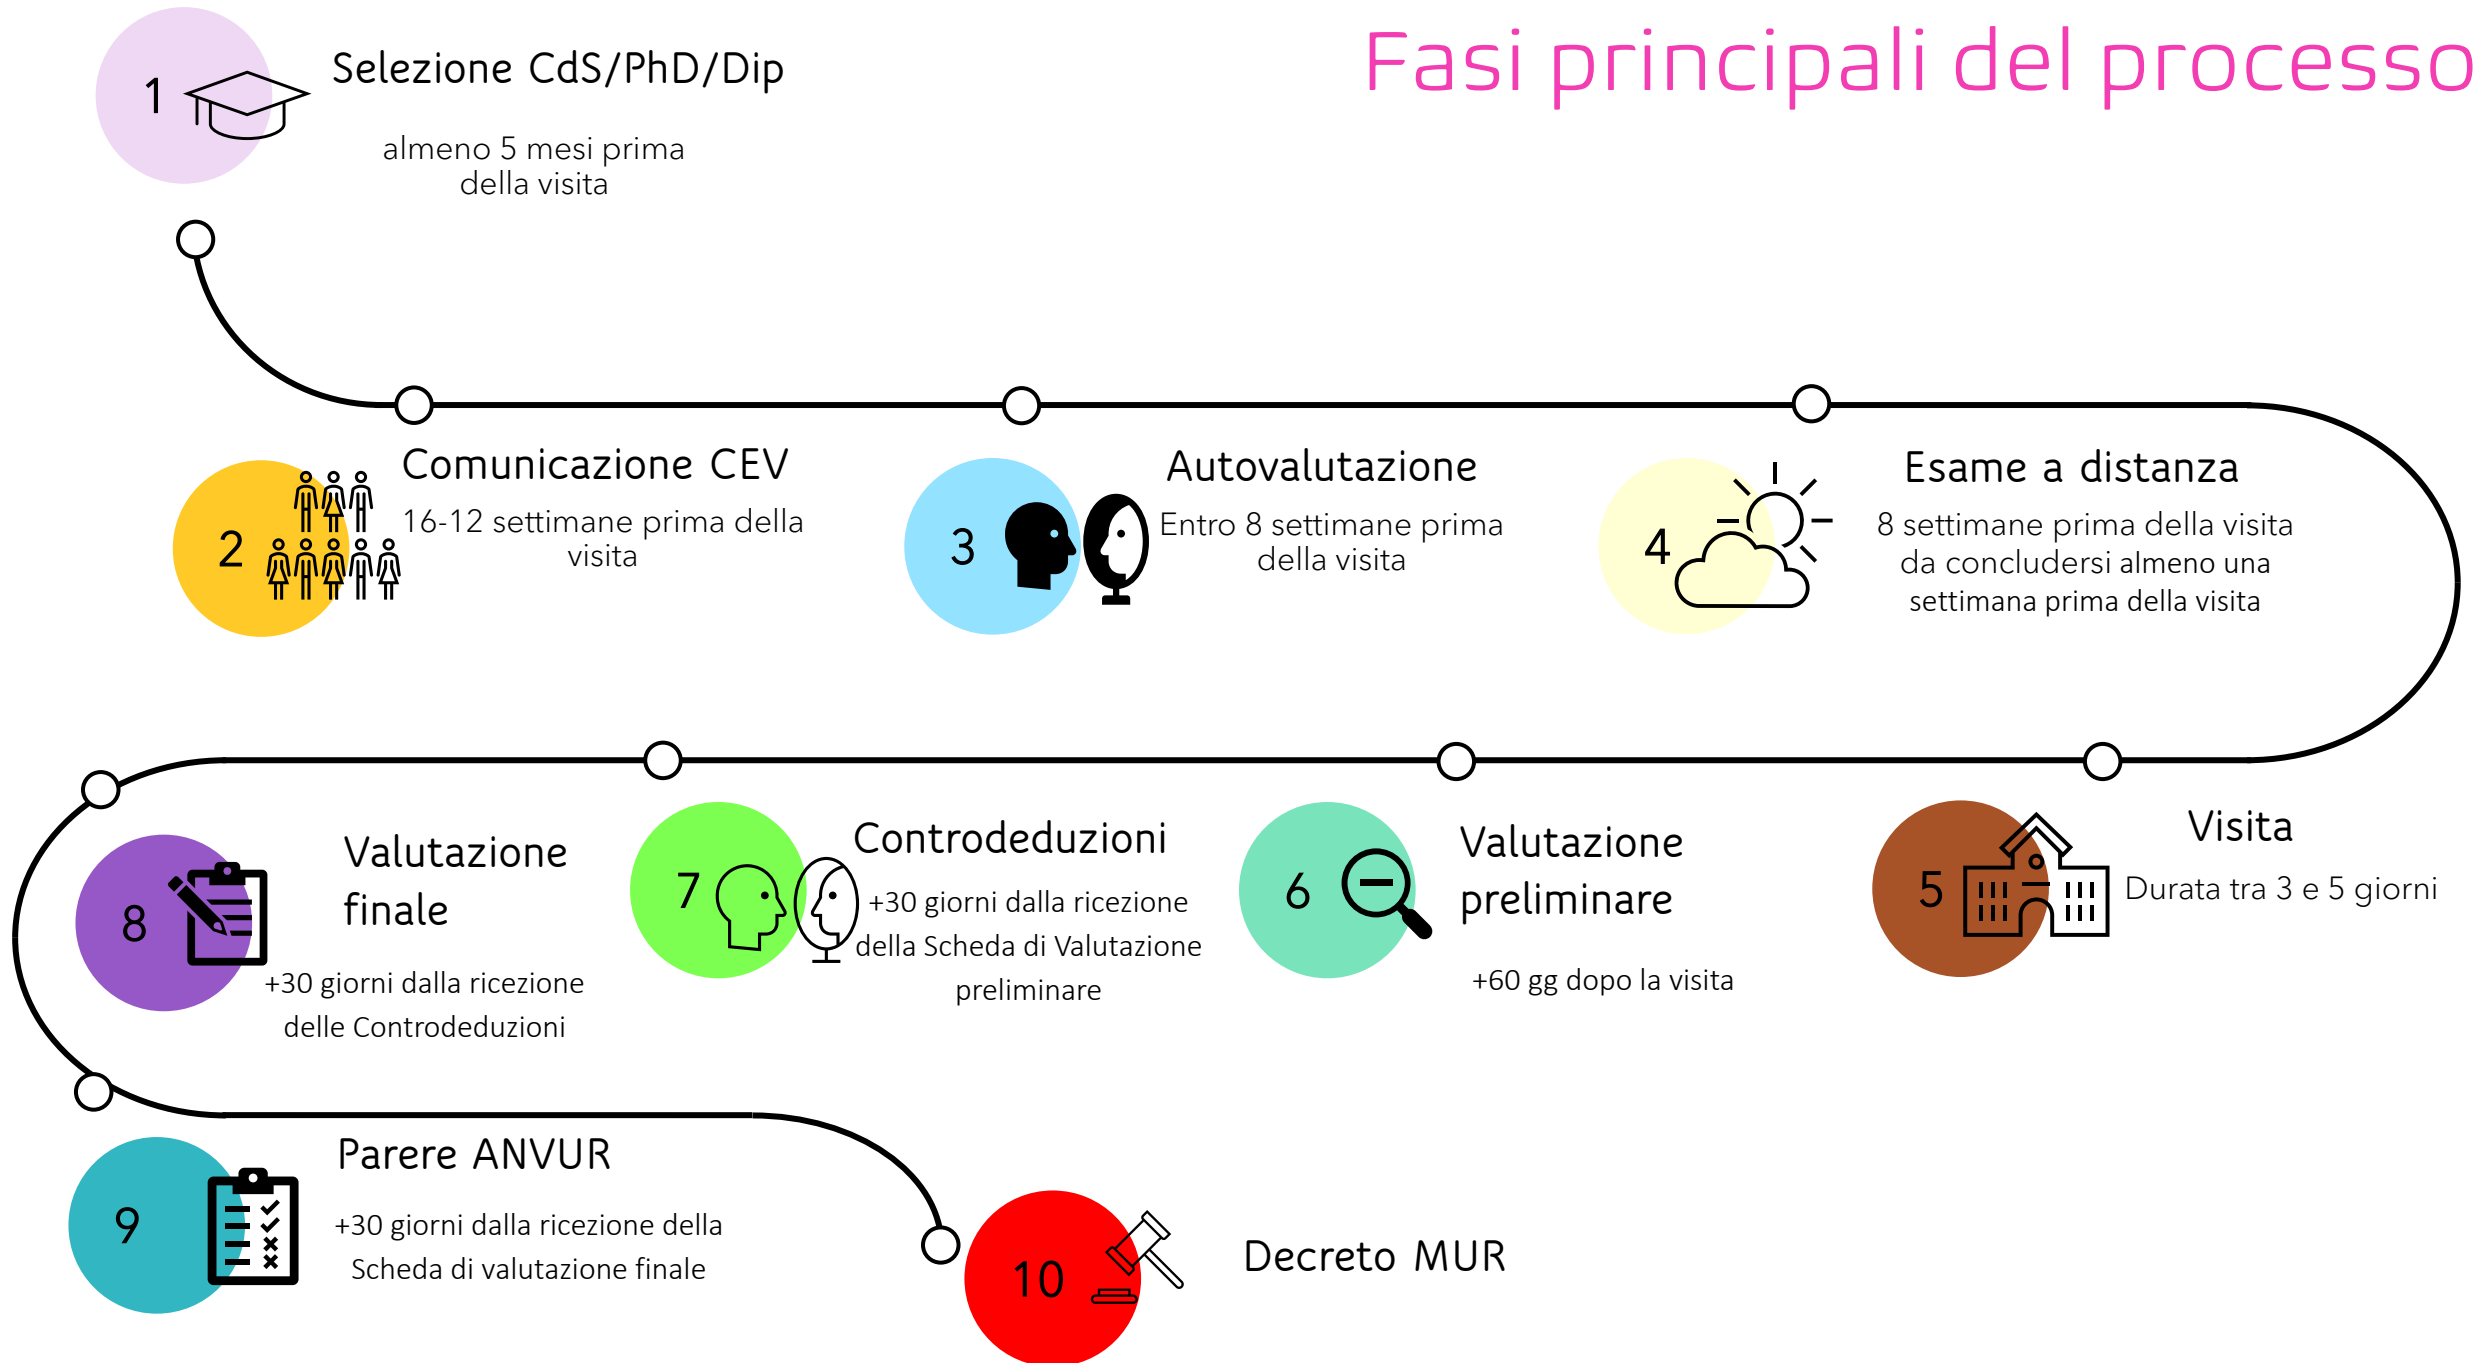 Fasi principali del processo
1
Selezione CdS/PhD/Dip
almeno 5 mesi prima
della visita
2
Comunicazione CEV
16-12 settimane prima della
visita
3
Autovalutazione
Entro 8 settimane prima
della visita
4
Esame a distanza
8 settimane prima della visita
da concludersi almeno una
settimana prima della visita
5
Visita
Durata tra 3 e 5 giorni
6
Valutazione
preliminare
+60 gg dopo la visita
7
Controdeduzioni
+30 giorni dalla ricezione
della Scheda di Valutazione
preliminare
8
Valutazione
finale
+30 giorni dalla ricezione
delle Controdeduzioni
9
Parere ANVUR
+30 giorni dalla ricezione della
Scheda di valutazione finale
10
Decreto MUR